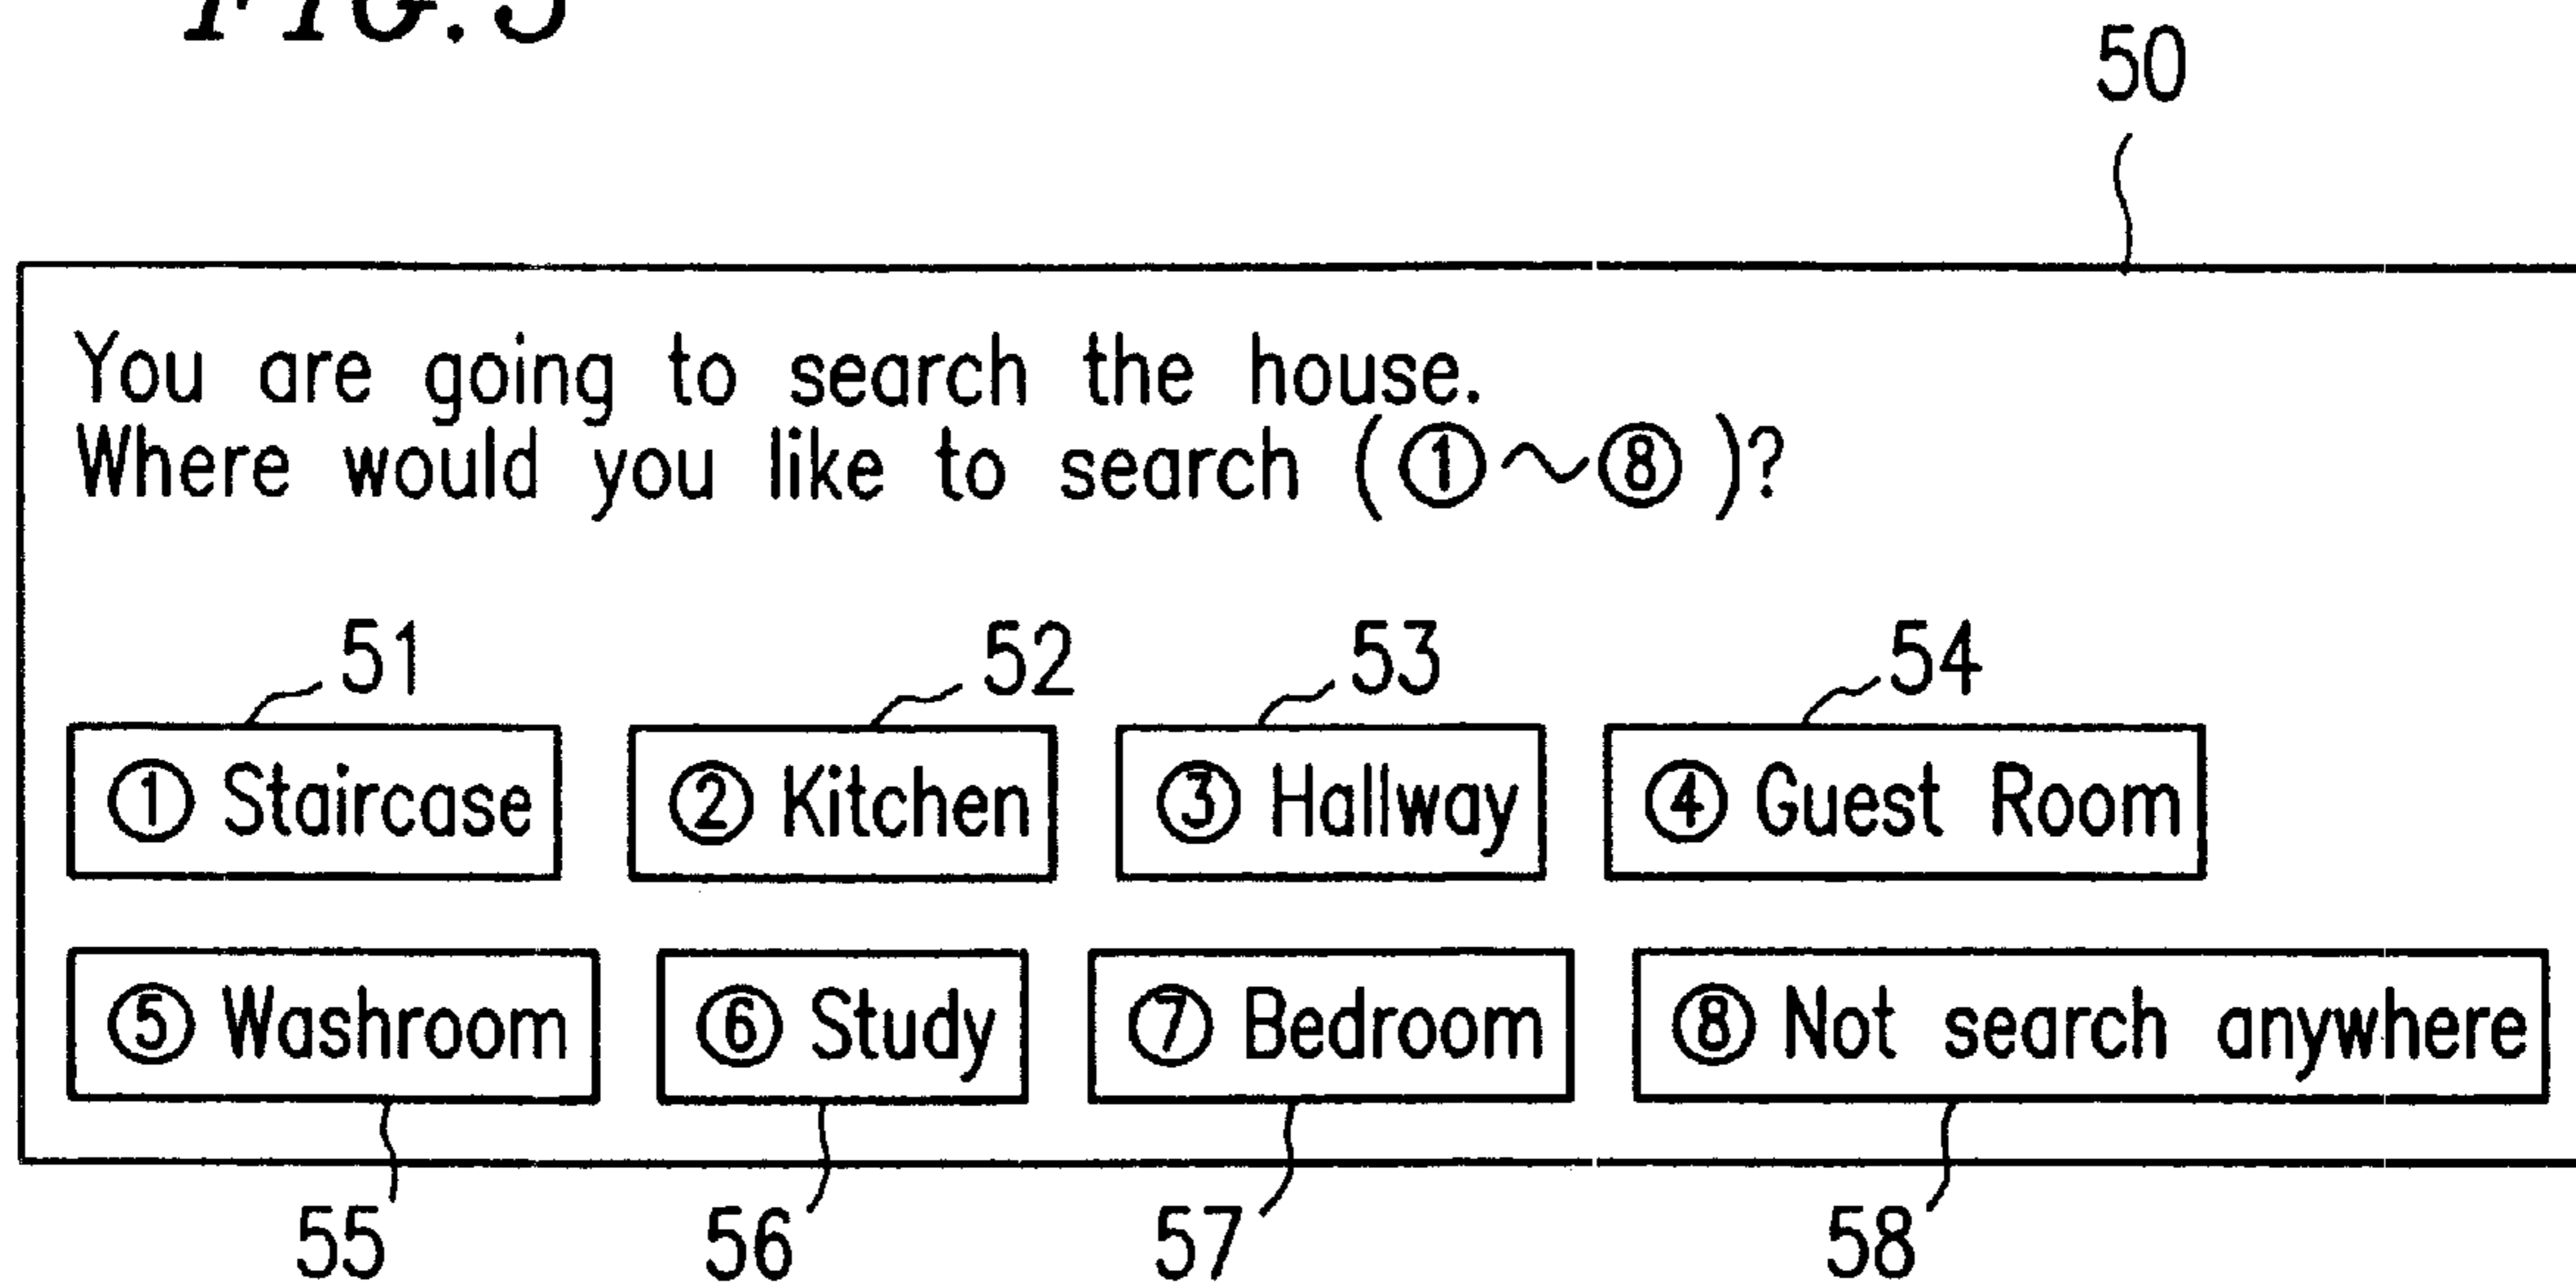 FIG. 5
50
You are going to search the house.
Where would you like to search (①~⑧)?
51 52 53 54
① Staircase ② Kitchen ③ Hallway ④ Guest Room
⑤ Washroom ⑥ Study ⑦ Bedroom ⑧ Not search anywhere
55 56 57 58